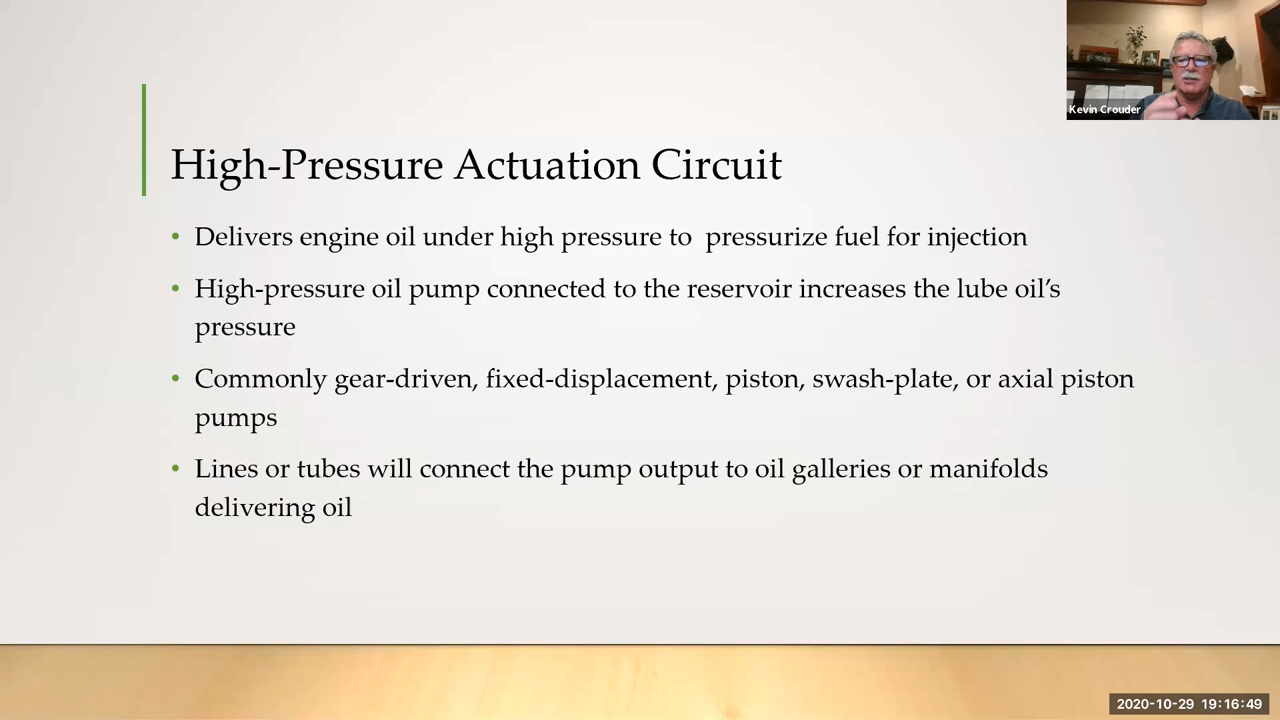 Kevin Crouder
High-Pressure Actuation Circuit
• Delivers engine oil under high pressure to  pressurize fuel for injection
• High-pressure oil pump connected to the reservoir increases the lube oil’s
pressure
• Commonly gear-driven, fixed-displacement, piston, swash-plate, or axial piston
pumps
• Lines or tubes will connect the pump output to oil galleries or manifolds
delivering oil
2020-10-29 19:16:49